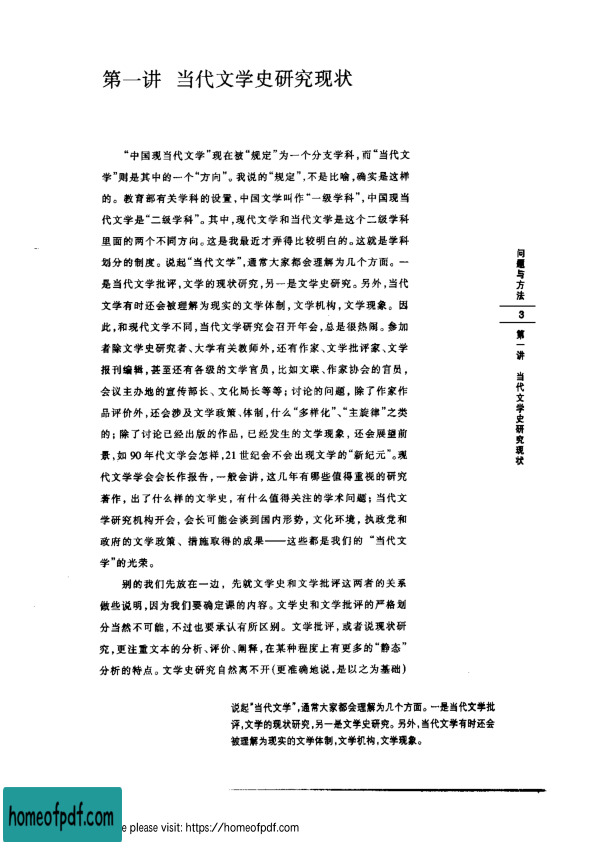 第一讲 当代文学史研究现状
“中国现当代文学”现在被“规定”为一个分支学科,而“当代文
学”则是其中的一个“方向”。我说的“规定”,不是比喻,确实是这样
的。教育部有关学科的设置,中国文学叫作“一级学科”,中国现当
代文学是“二级学科”。其中,现代文学和当代文学是这个二级学科
里面的两个不同方向。这是我最近才弄得比较明白的。这就是学科
划分的制度。说起“当代文学”,通常大家都会理解为几个方面。一
是当代文学批评,文学的现状研究,另一是文学史研究。另外,当代
文学有时还会被理解为现实的文学体制,文学机构,文学现象。因
此,和现代文学不同,当代文学研究会召开年会,总是很热闹。参加
者除文学史研究者、大学有关教师外,还有作家、文学批评家、文学
报刊编辑,甚至还有各级的文学官员,比如文联、作家协会的官员,
会议主办地的宣传部长、文化局长等等;讨论的问题,除了作家作
品评价外,还会涉及文学政策、体制,什么“多样化”、“主旋律”之类
的;除了讨论已经出版的作品,已经发生的文学现象,还会展望前
景,如90年代文学会怎样,21世纪会不会出现文学的“新纪元”。现
代文学学会会长作报告,一般会讲,这几年有哪些值得重视的研究
著作,出了什么样的文学史,有什么值得关注的学术问题;当代文
学研究机构开会,会长可能会谈到国内形势,文化环境,执政党和
政府的文学政策、措施取得的成果——这些都是我们的“当代文
学”的光荣。
别的我们先放在一边,先就文学史和文学批评这两者的关系
做些说明,因为我们要确定课的内容。文学史和文学批评的严格划
分当然不可能,不过也要承认有所区别。文学批评,或者说现状研
究,更注重文本的分析、评价、阐释,在某种程度上有更多的“静态”
分析的特点。文学史研究自然离不开(更准确地说,是以之为基础)
问题与方法
3
第一讲 当代文学史研究现状
说起“当代文学”,通常大家都会理解为几个方面。一是当代文学批
评,文学的现状研究,另一是文学史研究。另外,当代文学有时还会
被理解为现实的文学体制,文学机构,文学现象。
homeofpdf.com
e please visit: https://homeofpdf.com